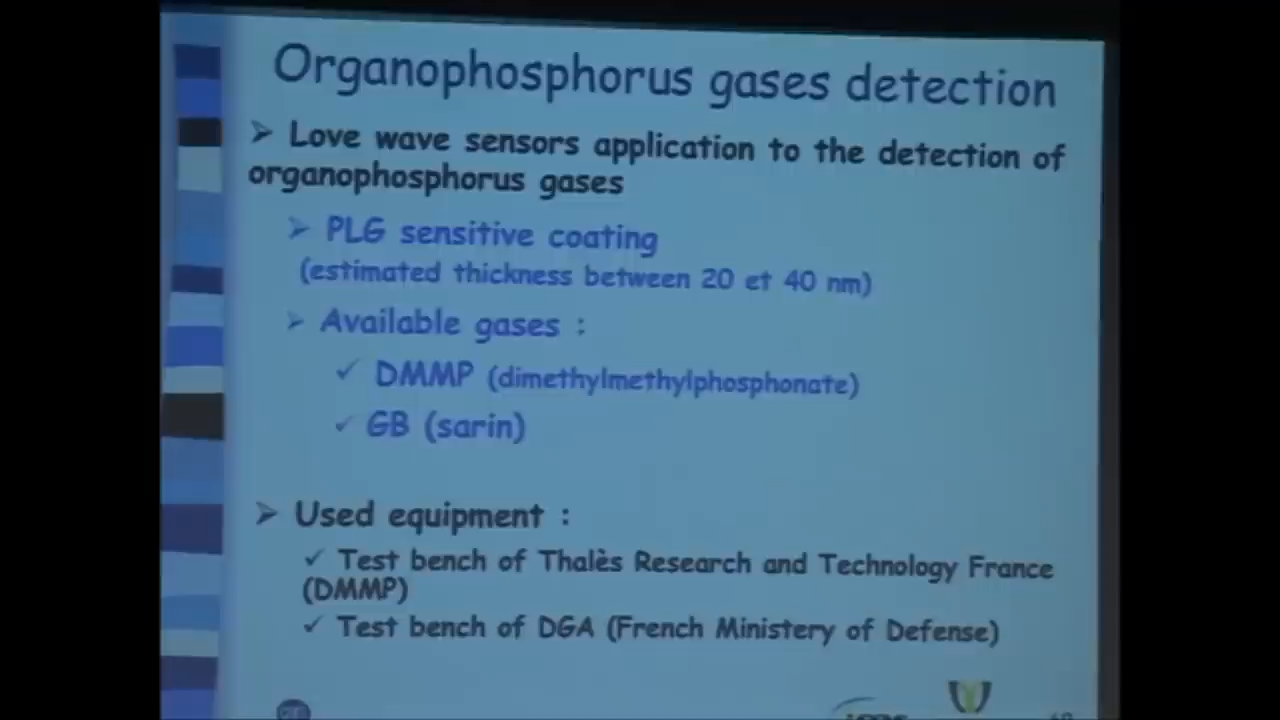 Organophosphorus gases detection
➢ Love wave sensors application to the detection of
organophosphorus gases
➢ PLG sensitive coating
(estimated thickness between 20 et 40 nm)
➢ Available gases :
✓ DMMP (dimethylmethylphosphonate)
✓ GB (sarin)
➢ Used equipment :
✓ Test bench of Thalès Research and Technology France
(DMMP)
✓ Test bench of DGA (French Ministery of Defense)